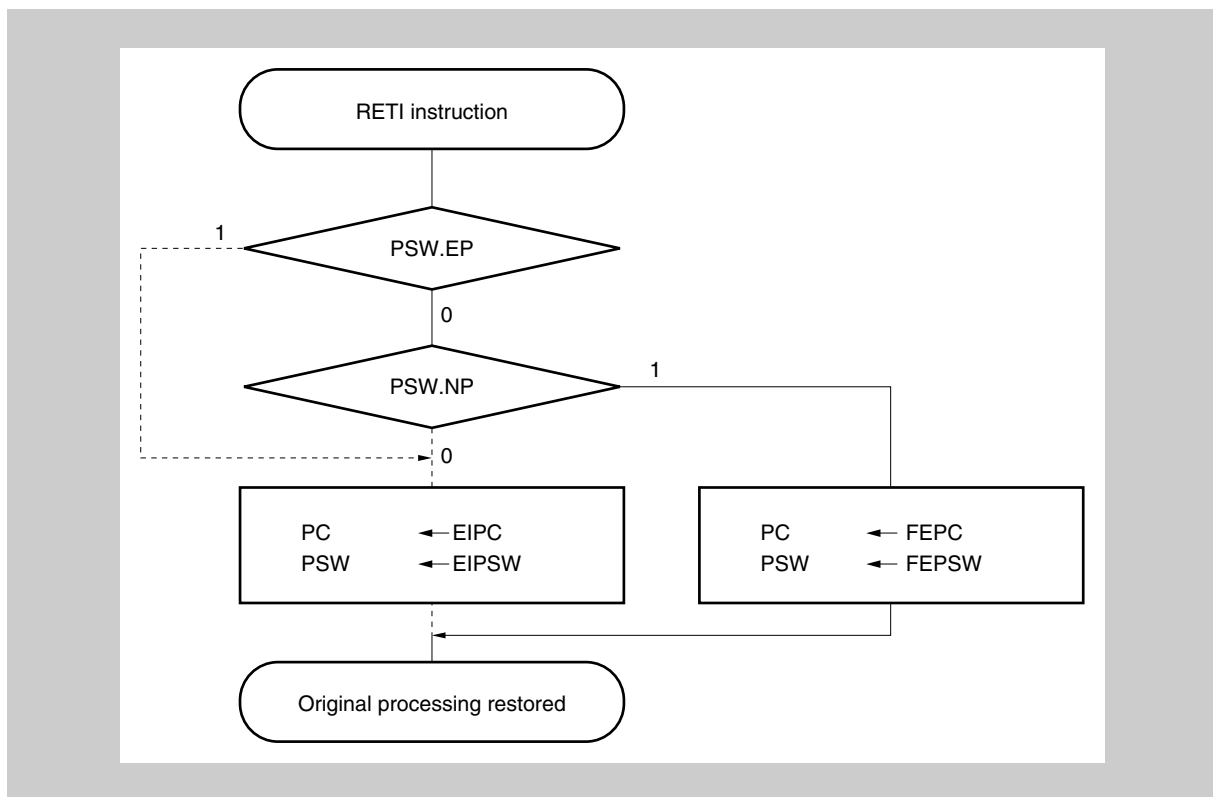 RETI instruction
1
PSW.EP
0
PSW.NP
1
0
PC EIPC
PSW EIPSW
PC FEPC
PSW FEPSW
Original processing restored